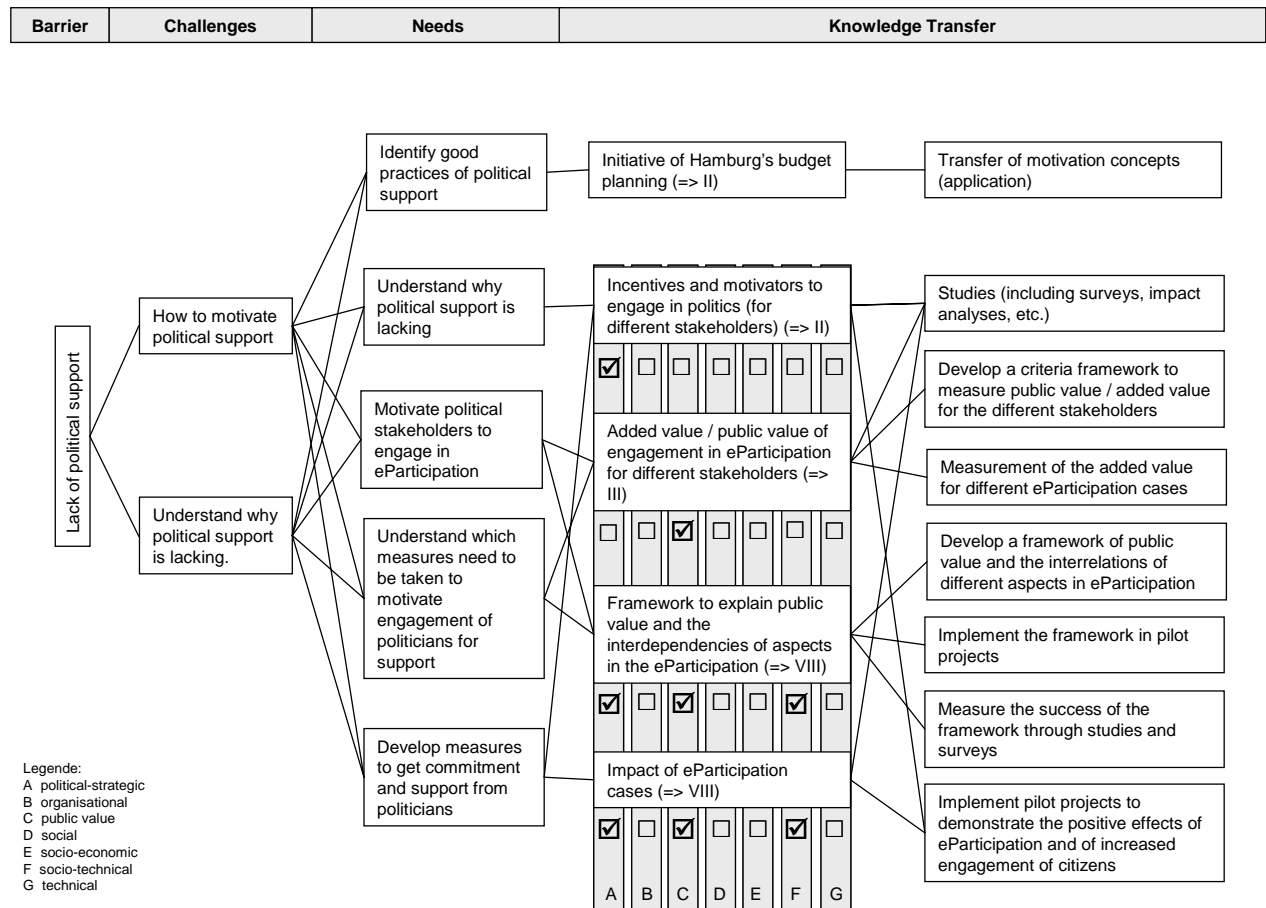 Barrier
Challenges
Needs
Knowledge Transfer
Lack of political support
How to motivate
political support
Understand why
political support
is lacking.
Identify good
practices of political
support
Understand why
political support is
lacking
Motivate political
stakeholders to
engage in
eParticipation
Understand which
measures need to
be taken to
motivate
engagement of
politicians for
support
Develop measures
to get commitment
and support from
politicians
Initiative of Hamburg's budget
planning (=> II)
Incentives and motivators to
engage in politics (for
different stakeholders) (=> II)
Added value / public value of
engagement in eParticipation
for different stakeholders (=>
III)
Framework to explain public
value and the
interdependencies of aspects
in the eParticipation (=> VIII)
Impact of eParticipation
cases (=> VIII)
A B C D E F G
Transfer of motivation concepts
(application)
Studies (including surveys, impact
analyses, etc.)
Develop a criteria framework to
measure public value / added value
for the different stakeholders
Measurement of the added value
for different eParticipation cases
Develop a framework of public
value and the interrelations of
different aspects in eParticipation
Implement the framework in pilot
projects
Measure the success of the
framework through studies and
surveys
Implement pilot projects to
demonstrate the positive effects of
eParticipation and of increased
engagement of citizens
Legende:
A political-strategic
B organisational
C public value
D social
E socio-economic
F socio-technical
G technical